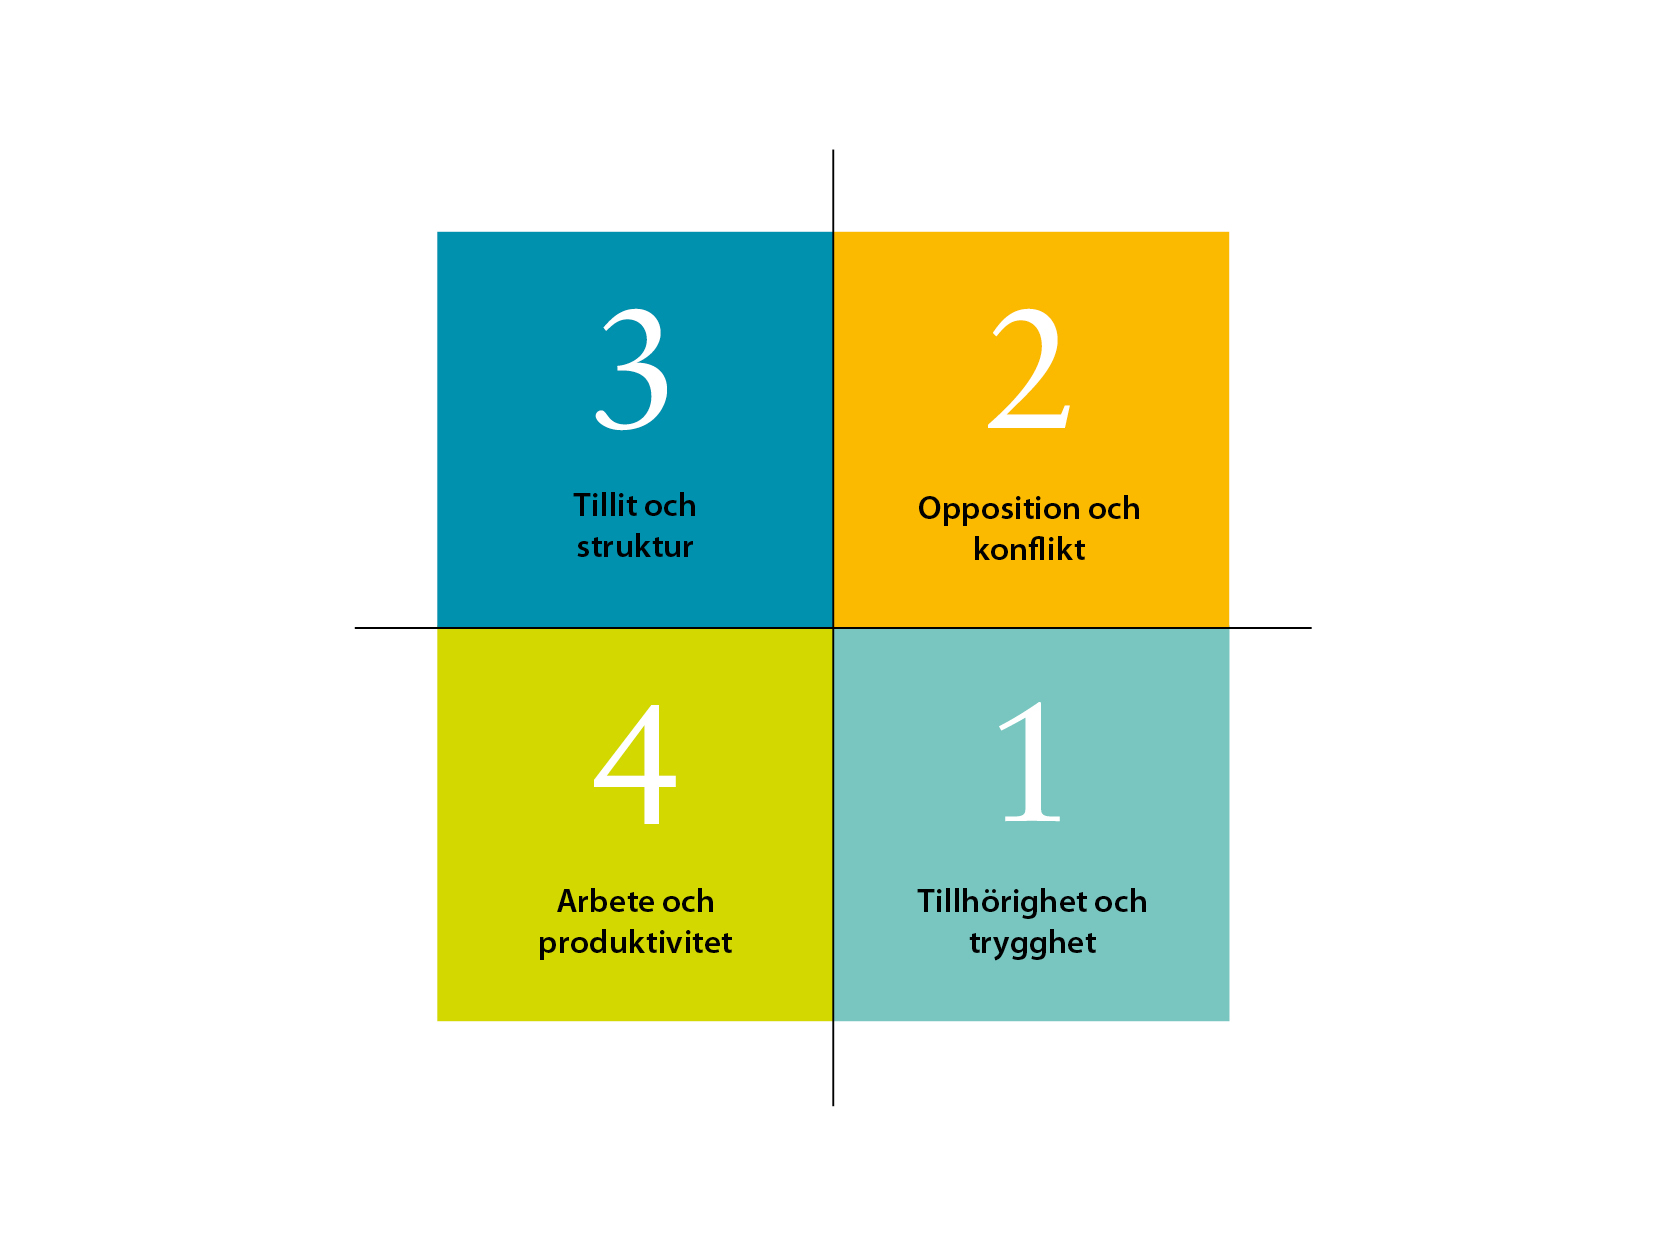 3
Tillit och
struktur
2
Opposition och
konflikt
4
Arbete och
produktivitet
1
Tillhörighet och
trygghet